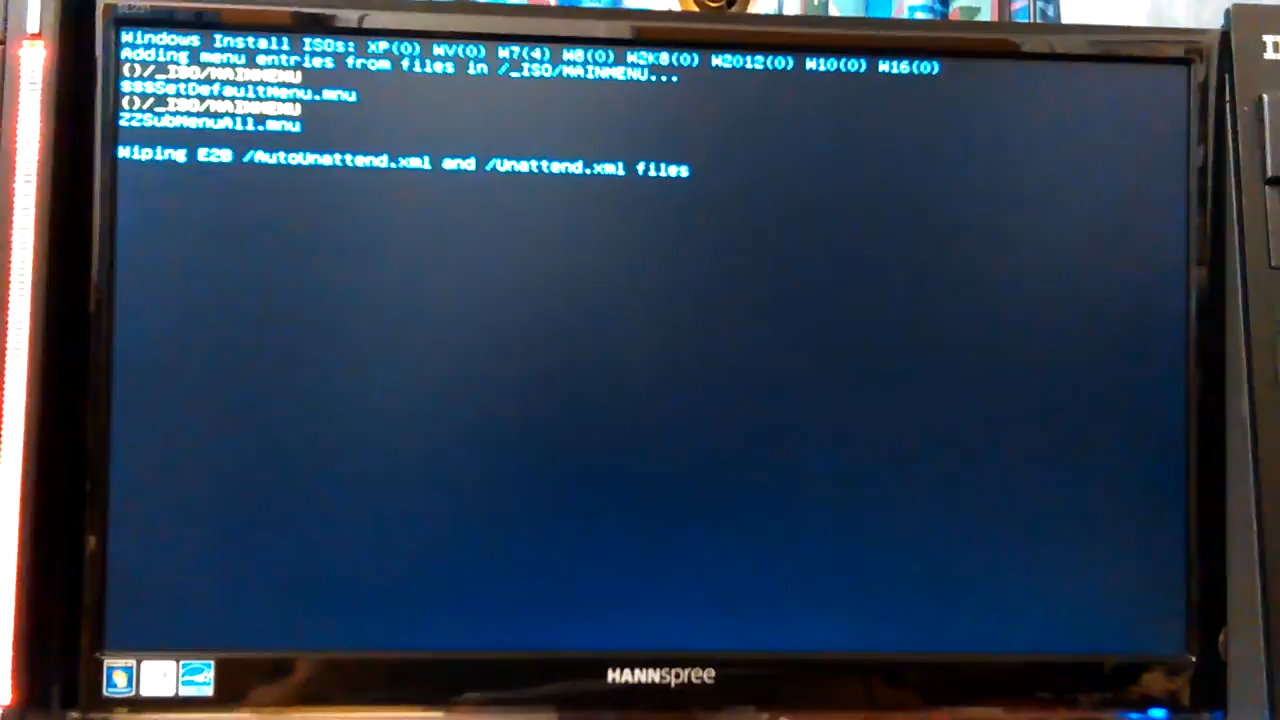 Windows Install ISOs: XP(0) WV(0) W7(4) W8(0) W2K8(0) W2012(0) W10(0) W16(0)
Adding menu entries from files in /_ISO/MAINMENU...
()/_ISO/MAINMENU
sssSetDefaultMenu.mnu
()/_ISO/MAINMENU
ZZSubMenuAll.mnu
Wiping E2B /AutoUnattend.xml and /Unattend.xml files
HANNspree